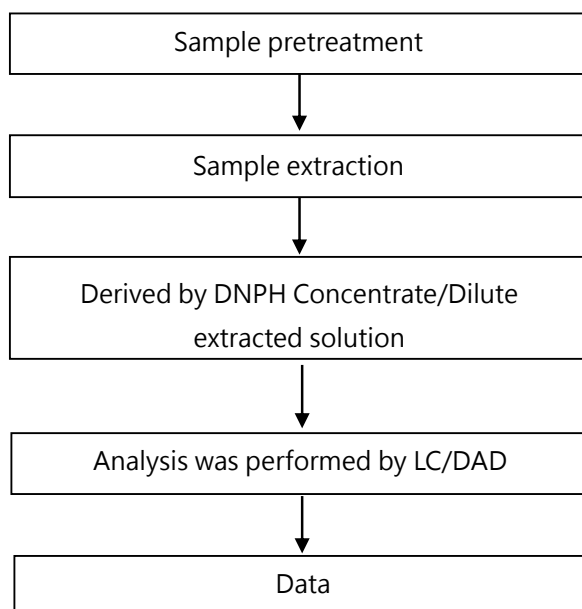 Sample pretreatment
Sample extraction
Derived by DNPH Concentrate/Dilute
extracted solution
Analysis was performed by LC/DAD
Data